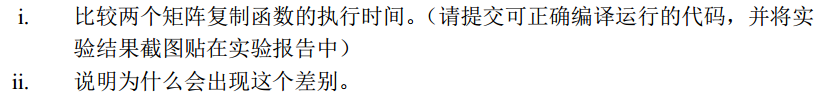 i. 比较两个矩阵复制函数的执行时间。（请提交可正确编译运行的代码，并将实
验结果截图贴在实验报告中）
ii. 说明为什么会出现这个差别。